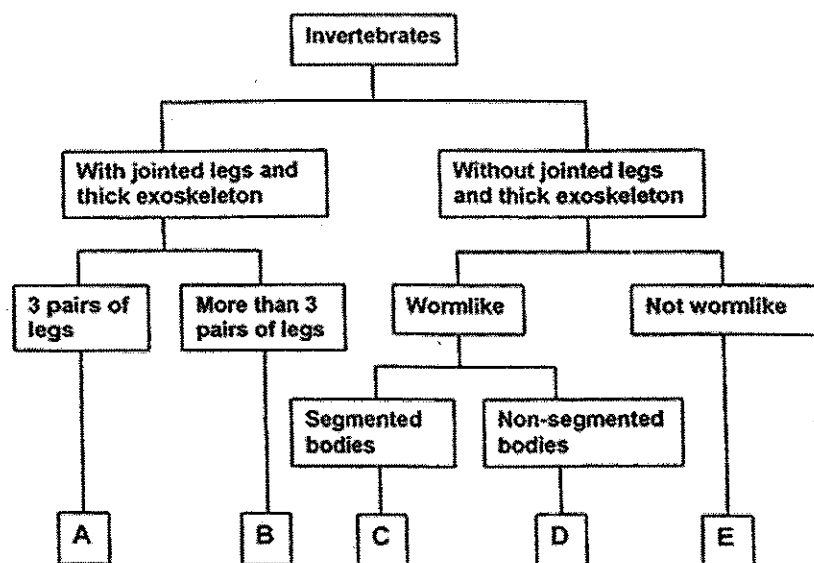 Invertebrates
With jointed legs and
thick exoskeleton
Without jointed legs
and thick exoskeleton
3 pairs of
legs
More than 3
pairs of legs
Wormlike
Not wormlike
Segmented
bodies
Non-segmented
bodies
A
B
C
D
E